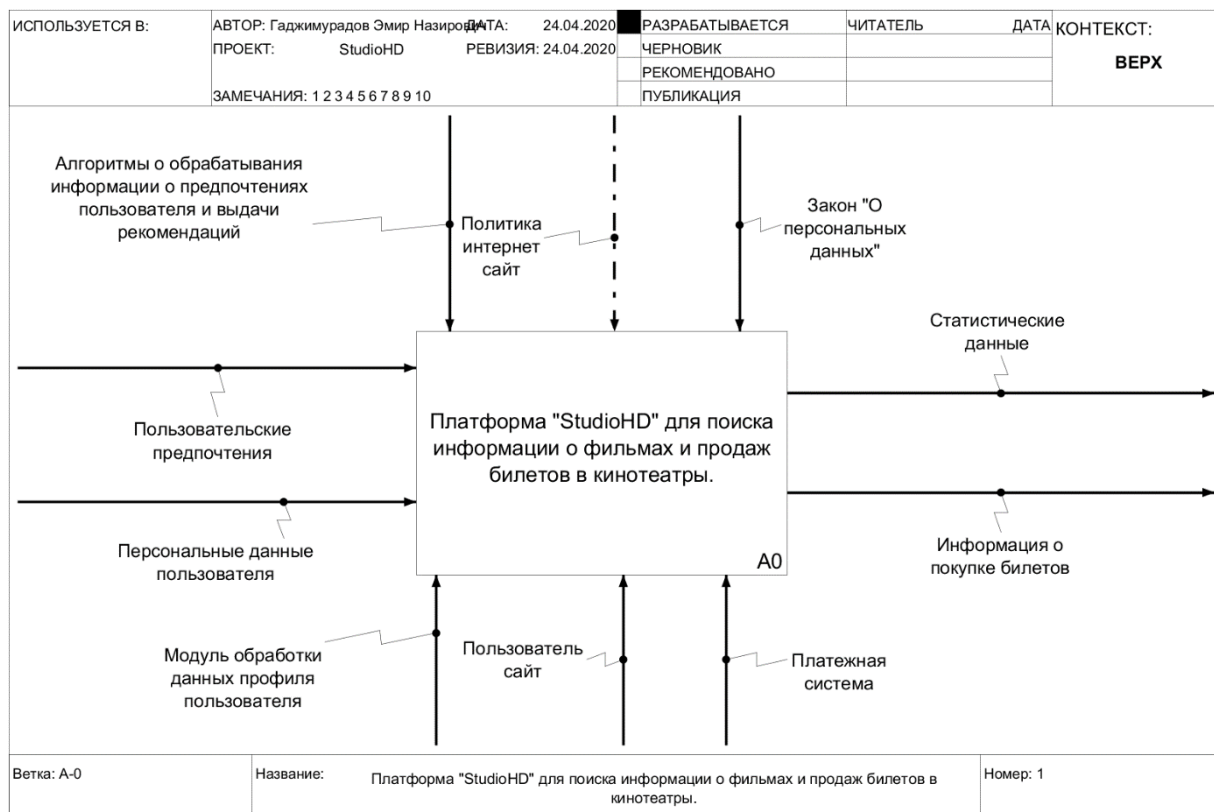 ИСПОЛЬЗУЕТСЯ В:
АВТОР: Гаджимурадов Эмир Назирович
ДАТА: 24.04.2020
ПРОЕКТ: StudioHD
РЕВИЗИЯ: 24.04.2020
ЗАМЕЧАНИЯ: 1 2 3 4 5 6 7 8 9 10
РАЗРАБАТЫВАЕТСЯ
ЧЕРНОВИК
РЕКОМЕНДОВАНО
ПУБЛИКАЦИЯ
ЧИТАТЕЛЬ
ДАТА
КОНТЕКСТ:
ВЕРХ
Алгоритмы о обрабатывания
информации о предпочтениях
пользователя и выдачи
рекомендаций
Политика
интернет
сайт
Закон "О
персональных
данных"
Статистические
данные
Пользовательские
предпочтения
Платформа "StudioHD" для поиска
информации о фильмах и продаж
билетов в кинотеатры.
A0
Персональные данные
пользователя
Информация о
покупке билетов
Модуль обработки
данных профиля
пользователя
Пользователь
сайт
Платежная
система
Ветка: A-0
Название:
Платформа "StudioHD" для поиска информации о фильмах и продаж билетов в
кинотеатры.
Номер: 1